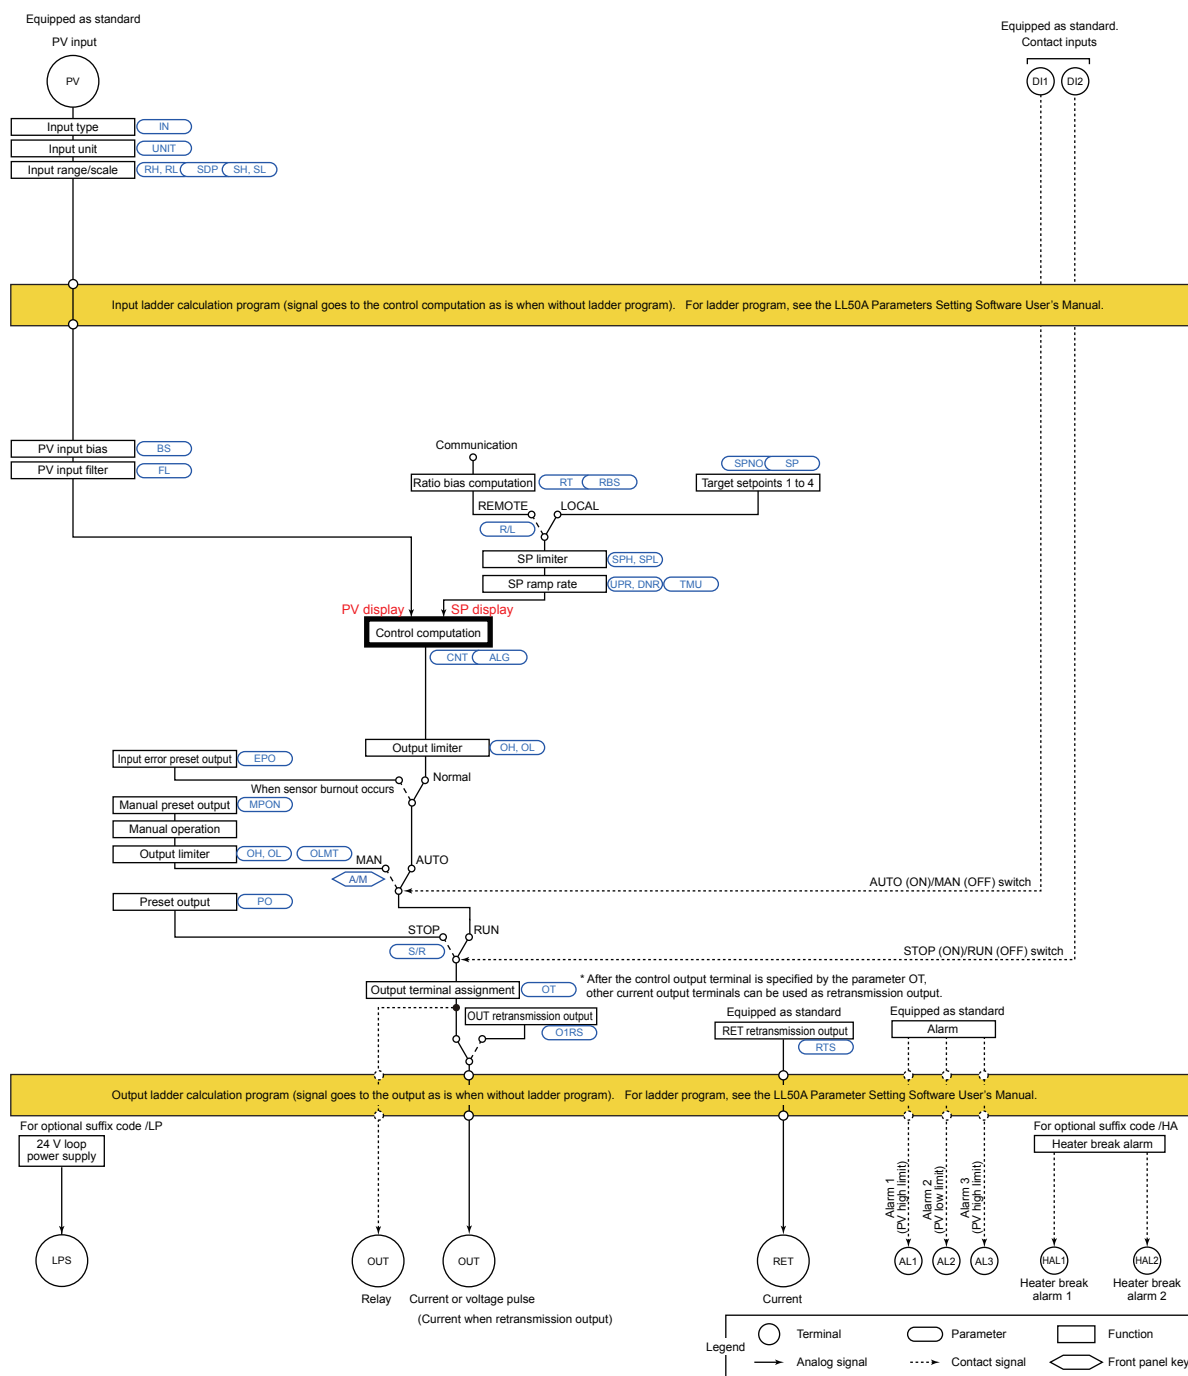 Equipped as standard
PV input
PV
Equipped as standard.
Contact inputs
DI1
DI2
Input type
IN
Input unit
UNIT
Input range/scale
RH, RL
SDP
SH, SL
Input ladder calculation program (signal goes to the control computation as is when without ladder program).   For ladder program, see the LL50A Parameters Setting Software User's Manual.
PV input bias
BS
PV input filter
FL
Communication
Ratio bias computation
RT
RBS
SPNO
SP
Target setpoints 1 to 4
REMOTE
LOCAL
R/L
SP limiter
SPH, SPL
SP ramp rate
UPR, DNR
TMU
PV display
SP display
Control computation
CNT
ALG
Output limiter
OH, OL
Input error preset output
EPO
When sensor burnout occurs
Normal
Manual preset output
MPON
Manual operation
Output limiter
OH, OL
OLMT
MAN
AUTO
A/M
AUTO (ON)/MAN (OFF) switch
Preset output
PO
STOP
RUN
S/R
STOP (ON)/RUN (OFF) switch
Output terminal assignment
OT
* After the control output terminal is specified by the parameter OT,
other current output terminals can be used as retransmission output.
OUT retransmission output
O1RS
Equipped as standard
RET retransmission output
RTS
Equipped as standard
Alarm
Output ladder calculation program (signal goes to the output as is when without ladder program).   For ladder program, see the LL50A Parameter Setting Software User's Manual.
For optional suffix code /LP
24 V loop
power supply
For optional suffix code /HA
Heater break alarm
Alarm 1
(PV high limit)
Alarm 2
(PV low limit)
Alarm 3
(PV high limit)
LPS
OUT
OUT
RET
AL1
AL2
AL3
HAL1
HAL2
Relay
Current or voltage pulse
(Current when retransmission output)
Current
Heater break
alarm 1
Heater break
alarm 2
Legend
Terminal
Parameter
Function
Analog signal
Contact signal
Front panel key